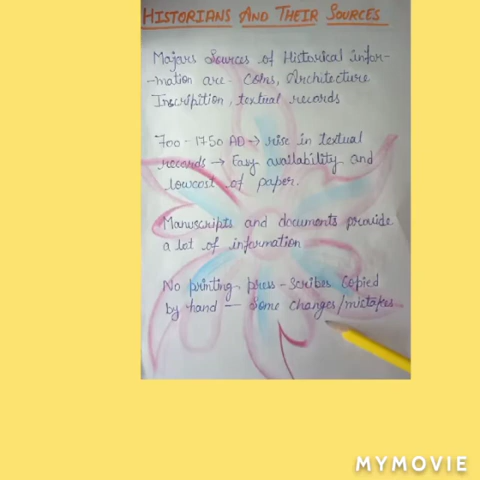 HISTORIANS AND THEIR SOURCES
Majars Sources of Historical infor-
-mation are - Coins, Architecture
Inscripition, textual records
700 - 1750 AD → rise in textual
records → Easy availability and
lowcost of paper.
Manuscripts and documents provide
a lot of information
No printing press - Scribes Copied
by hand — Some changes/mistakes
MYMOVIE